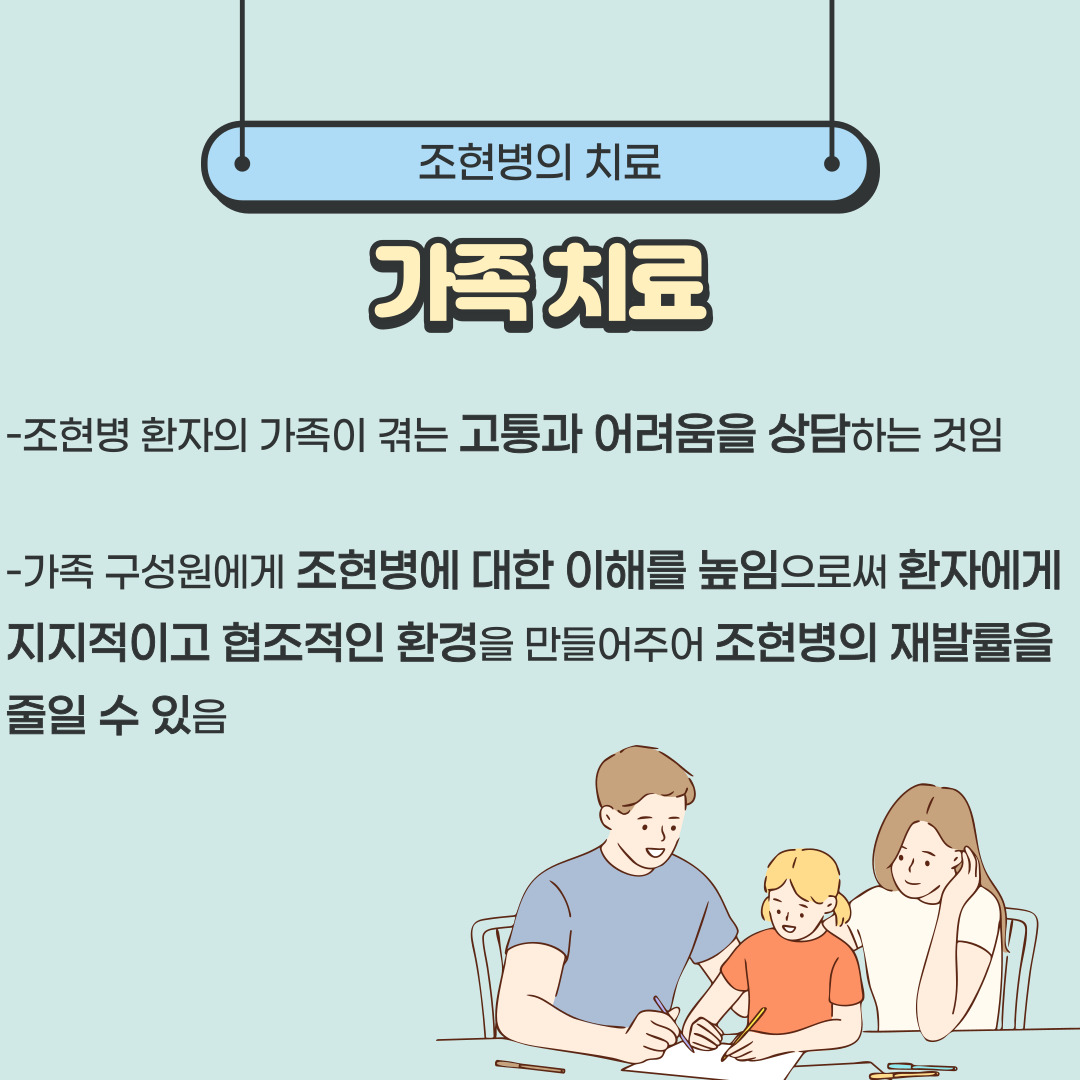 조현병의 치료
가족 치료
-조현병 환자의 가족이 겪는 고통과 어려움을 상담하는 것임
-가족 구성원에게 조현병에 대한 이해를 높임으로써 환자에게
지지적이고 협조적인 환경을 만들어주어 조현병의 재발률을
줄일 수 있음